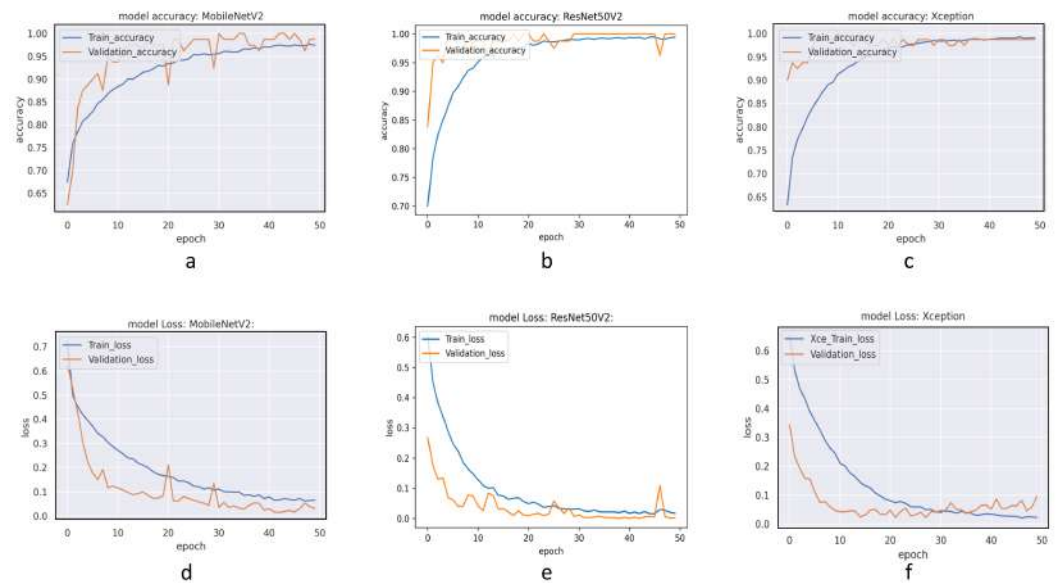 model accuracy: MobileNetV2
Train_accuracy
Validation_accuracy
1.00
0.95
0.90
0.85
0.80
0.75
0.70
0.65
accuracy
0 10 20 30 40 50
epoch
a
model accuracy: ResNet50V2
Train_accuracy
Validation_accuracy
1.00
0.95
0.90
0.85
0.80
0.75
0.70
accuracy
0 10 20 30 40 50
epoch
b
model accuracy: Xception
Train_accuracy
Validation_accuracy
1.00
0.95
0.90
0.85
0.80
0.75
0.70
0.65
accuracy
0 10 20 30 40 50
epoch
c
model Loss: MobileNetV2:
Train_loss
Validation_loss
0.7
0.6
0.5
0.4
0.3
0.2
0.1
0.0
loss
0 10 20 30 40 50
epoch
d
model Loss: ResNet50V2:
Train_loss
Validation_loss
0.6
0.5
0.4
0.3
0.2
0.1
0.0
loss
0 10 20 30 40 50
epoch
e
model Loss: Xception
Xce_Train_loss
Validation_loss
0.6
0.5
0.4
0.3
0.2
0.1
0.0
loss
0 10 20 30 40 50
epoch
f